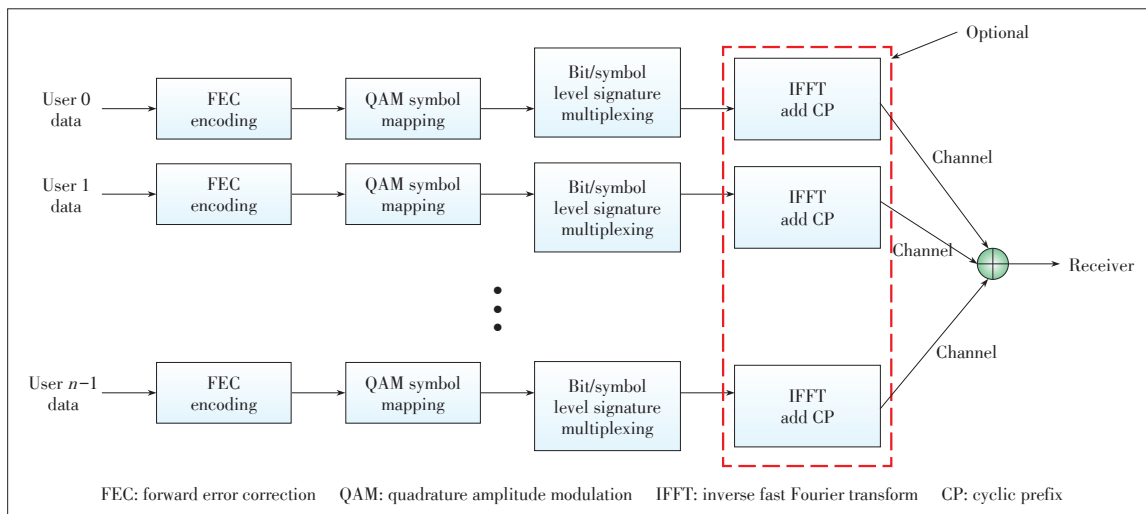 Optional
User 0
data
FEC
encoding
QAM symbol
mapping
Bit/symbol
level signature
multiplexing
IFFT
add CP
Channel
User 1
data
FEC
encoding
QAM symbol
mapping
Bit/symbol
level signature
multiplexing
IFFT
add CP
Channel
Receiver
User n−1
data
FEC
encoding
QAM symbol
mapping
Bit/symbol
level signature
multiplexing
IFFT
add CP
Channel
FEC: forward error correction QAM: quadrature amplitude modulation IFFT: inverse fast Fourier transform CP: cyclic prefix